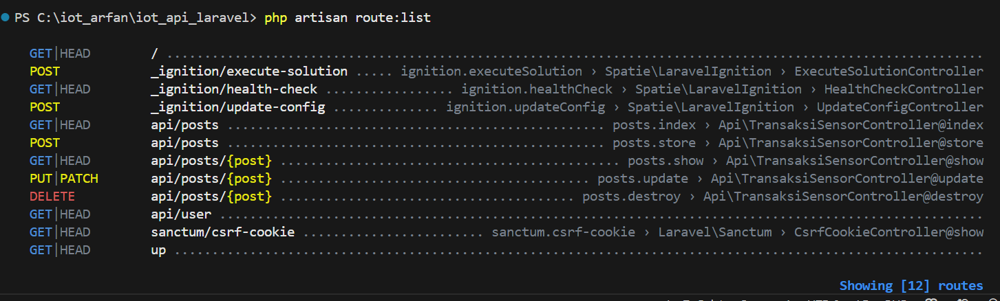 PS C:\iot_arfan\iot_api_laravel> php artisan route:list
GET|HEAD / ............................................................................................................
POST _ignition/execute-solution ..... ignition.executeSolution › Spatie\LaravelIgnition › ExecuteSolutionController
GET|HEAD _ignition/health-check ................. ignition.healthCheck › Spatie\LaravelIgnition › HealthCheckController
POST _ignition/update-config .............. ignition.updateConfig › Spatie\LaravelIgnition › UpdateConfigController
GET|HEAD api/posts .................................................. posts.index › Api\TransaksiSensorController@index
POST api/posts .................................................. posts.store › Api\TransaksiSensorController@store
GET|HEAD api/posts/{post} ............................................. posts.show › Api\TransaksiSensorController@show
PUT|PATCH api/posts/{post} ......................................... posts.update › Api\TransaksiSensorController@update
DELETE api/posts/{post} ....................................... posts.destroy › Api\TransaksiSensorController@destroy
GET|HEAD api/user .....................................................................................................
GET|HEAD sanctum/csrf-cookie ........................ sanctum.csrf-cookie › Laravel\Sanctum › CsrfCookieController@show
GET|HEAD up ...........................................................................................................
Showing [12] routes